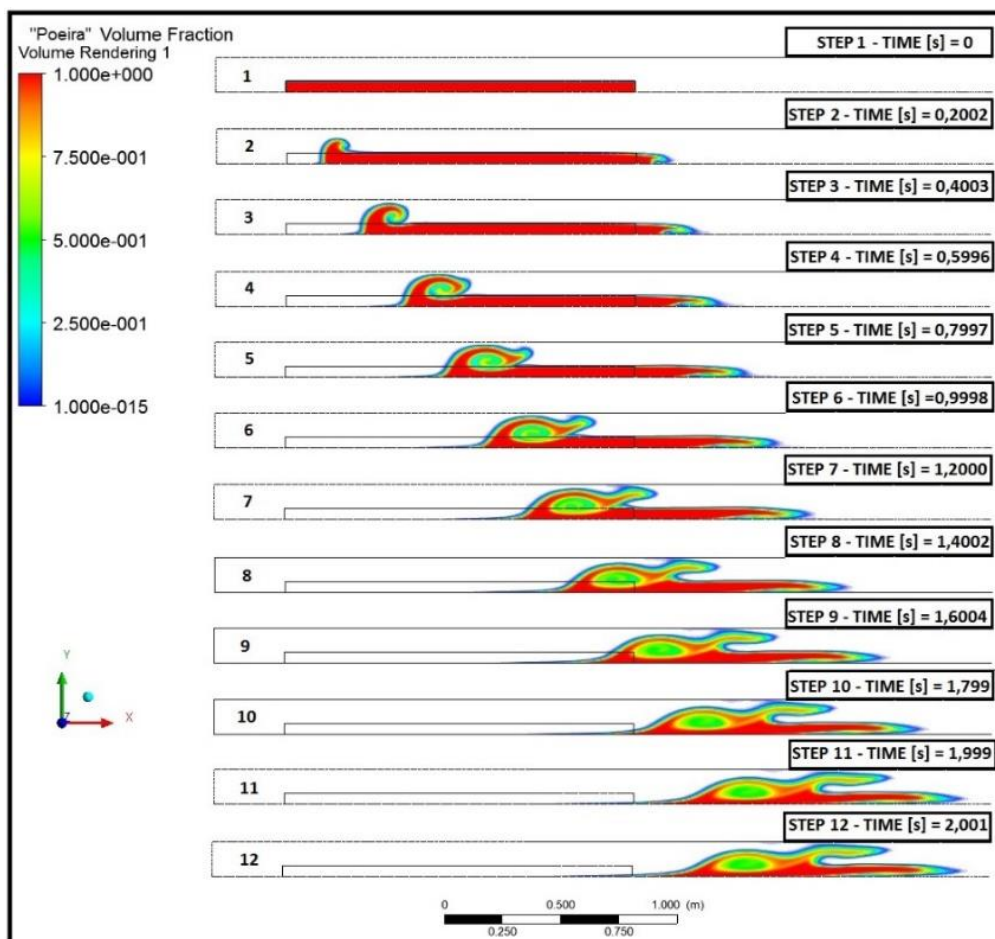 "Poeira" Volume Fraction
Volume Rendering 1
1.000e+000
7.500e-001
5.000e-001
2.500e-001
1.000e-015
STEP 1 - TIME [s] = 0
1
STEP 2 - TIME [s] = 0,2002
2
STEP 3 - TIME [s] = 0,4003
3
STEP 4 - TIME [s] = 0,5996
4
STEP 5 - TIME [s] = 0,7997
5
STEP 6 - TIME [s] =0,9998
6
STEP 7 - TIME [s] = 1,2000
7
STEP 8 - TIME [s] = 1,4002
8
STEP 9 - TIME [s] = 1,6004
9
STEP 10 - TIME [s] = 1,799
10
STEP 11 - TIME [s] = 1,999
11
STEP 12 - TIME [s] = 2,001
12
Y
Z
X
0 0.500 1.000 (m)
0.250 0.750